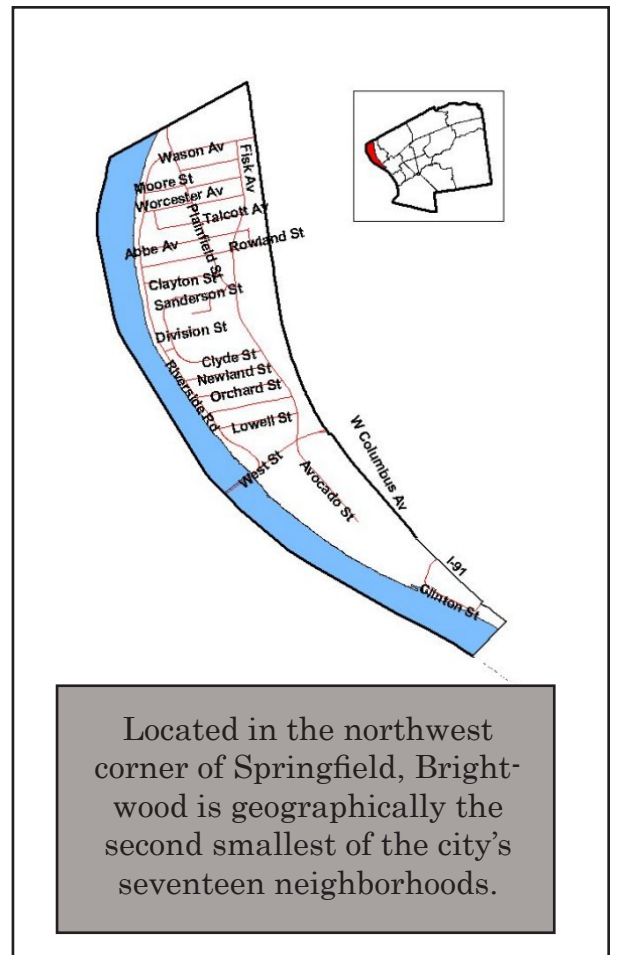 Wason Av
Fisk Av
Moore St
Worcester Av
Talcott Av
Plainfield St
Rowland St
Abbe Av
Clayton St
Sanderson St
Division St
Clyde St
Newland St
Riverside Rd
Orchard St
Lowell St
W Columbus Av
West St
Avocado St
I-91
Clinton St
Located in the northwest
corner of Springfield, Bright-
wood is geographically the
second smallest of the city’s
seventeen neighborhoods.